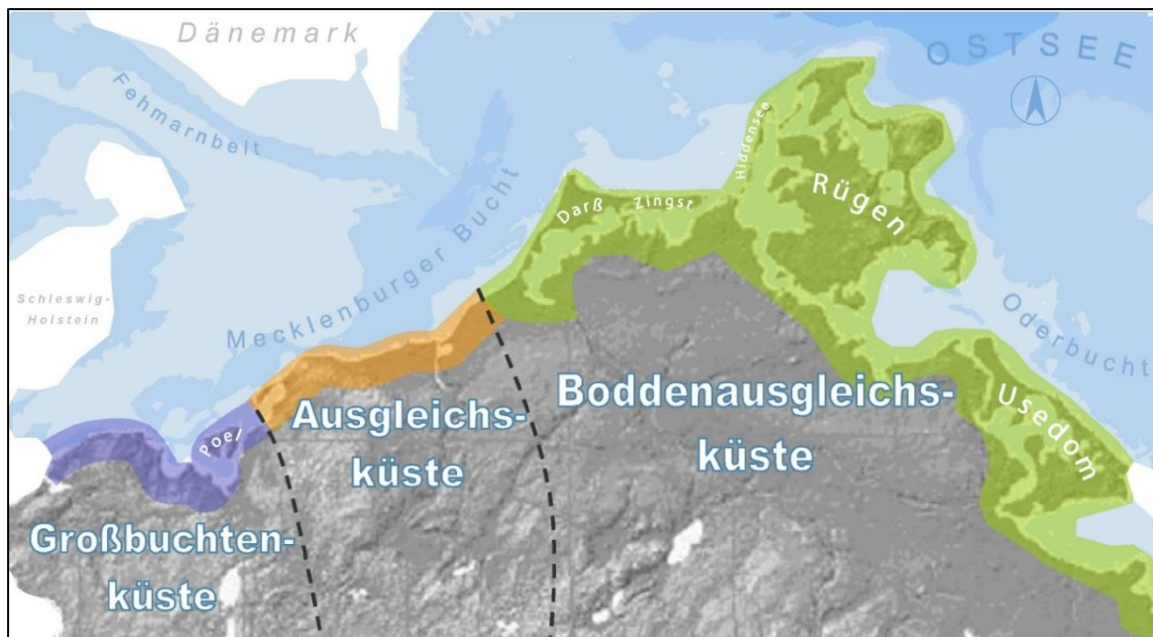 Dänemark
OSTSEE
Fehmarnbelt
Hiddensee
Rügen
Darß
Zingst
Mecklenburger Bucht
Schleswig-
Holstein
Oderbucht
Boddenausgleichs-
küste
Ausgleichs-
küste
Usedom
Poel
Großbuchten-
küste